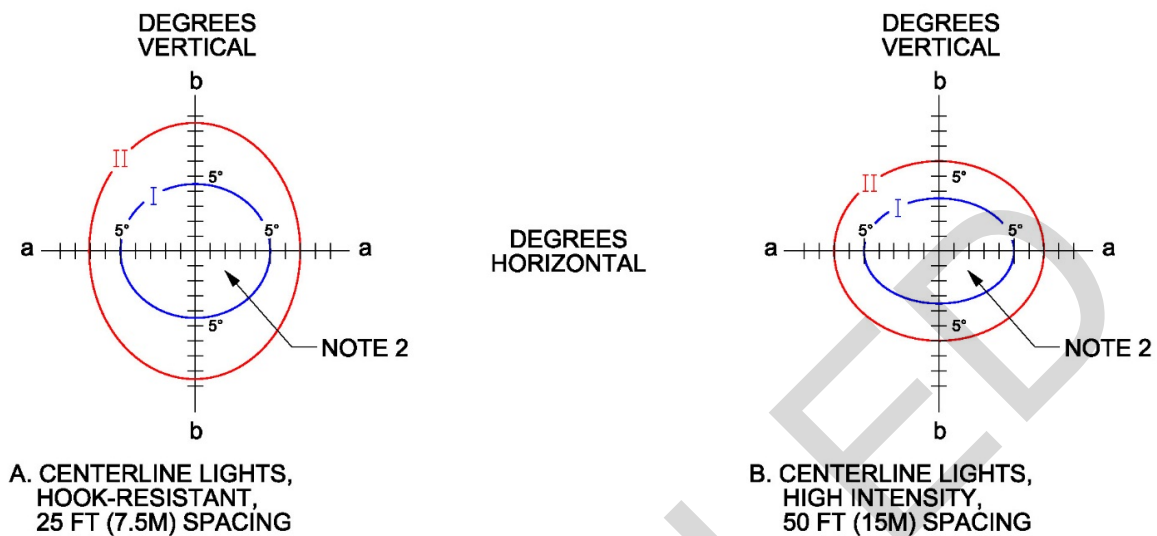 DEGREES
VERTICAL
b
II
I
5°
5°
5°
a
a
5°
NOTE 2
b
A. CENTERLINE LIGHTS,
HOOK-RESISTANT,
25 FT (7.5M) SPACING
DEGREES
HORIZONTAL
DEGREES
VERTICAL
b
II
I
5°
5°
5°
a
a
5°
NOTE 2
b
B. CENTERLINE LIGHTS,
HIGH INTENSITY,
50 FT (15M) SPACING